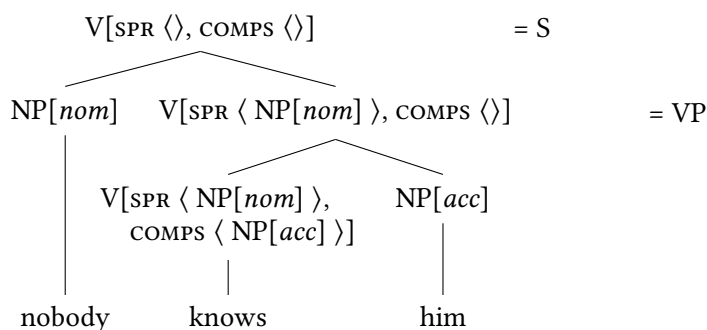 V[SPR ⟨⟩, COMPS ⟨⟩] = S
NP[nom] V[SPR ⟨ NP[nom] ⟩, COMPS ⟨⟩] = VP
V[SPR ⟨ NP[nom] ⟩, NP[acc]
COMPS ⟨ NP[acc] ⟩]
nobody knows him